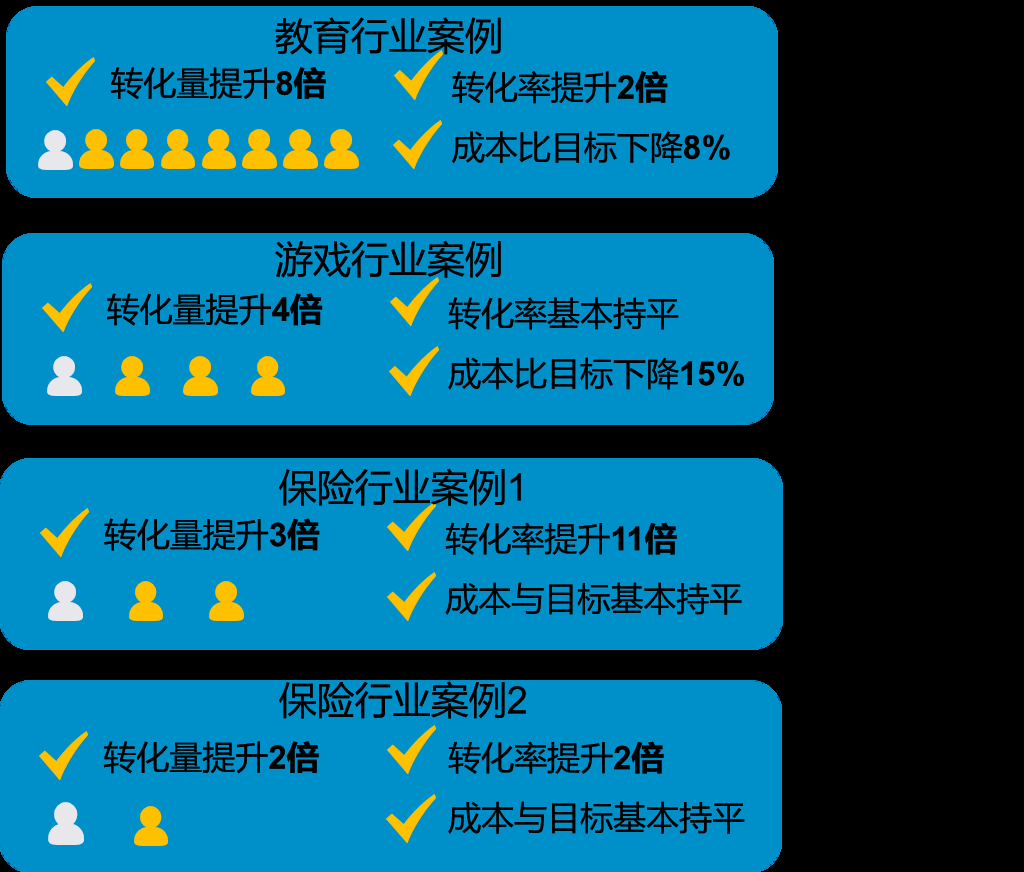 教育行业案例
转化量提升8倍
转化率提升2倍
成本比目标下降8%
游戏行业案例
转化量提升4倍
转化率基本持平
成本比目标下降15%
保险行业案例1
转化量提升3倍
转化率提升11倍
成本与目标基本持平
保险行业案例2
转化量提升2倍
转化率提升2倍
成本与目标基本持平